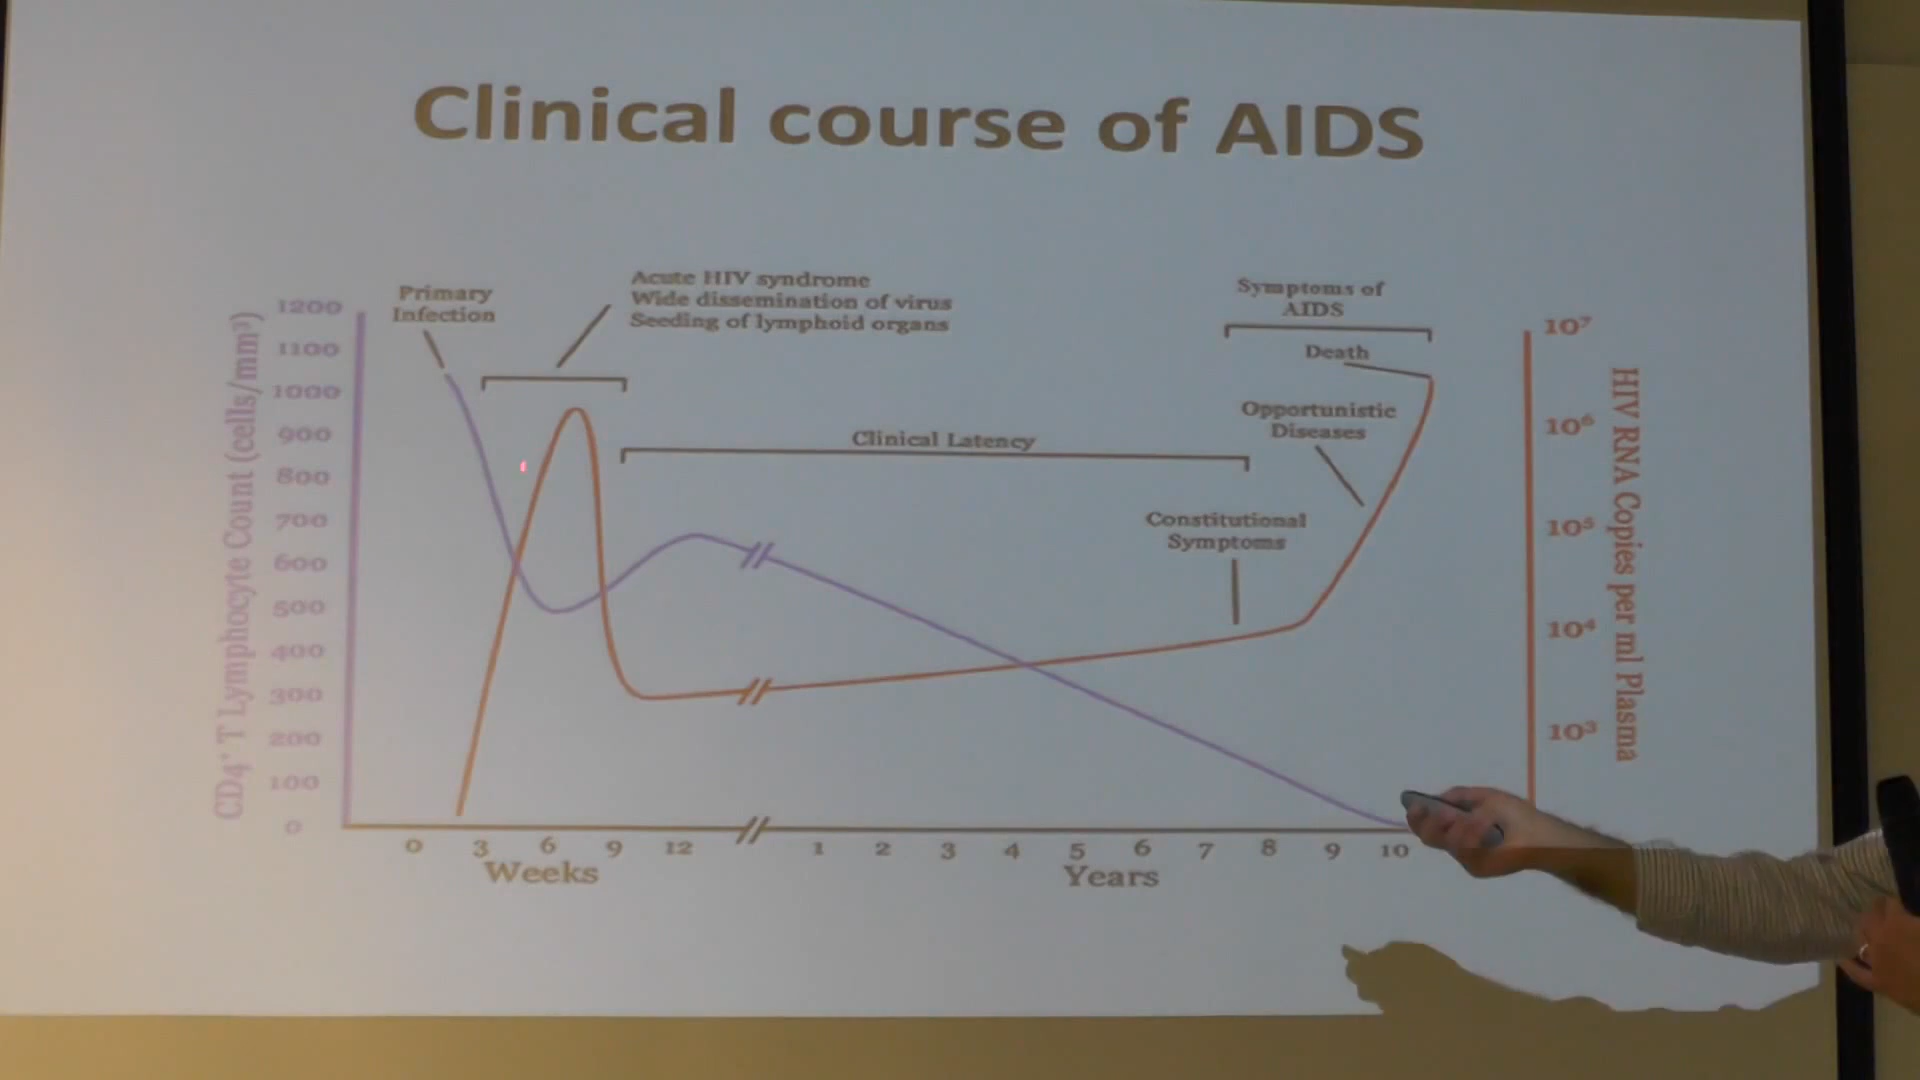 Clinical course of AIDS
Primary
Infection
Acute HIV syndrome
Wide dissemination of virus
Seeding of lymphoid organs
Symptoms of
AIDS
Death
Opportunistic
Diseases
Clinical Latency
Constitutional
Symptoms
CD4⁺ T Lymphocyte Count (cells/mm³)
1200
1100
1000
900
800
700
600
500
400
300
200
100
0
HIV RNA Copies per ml Plasma
10⁷
10⁶
10⁵
10⁴
10³
0 3 6 9 12 1 2 3 4 5 6 7 8 9 10
Weeks Years